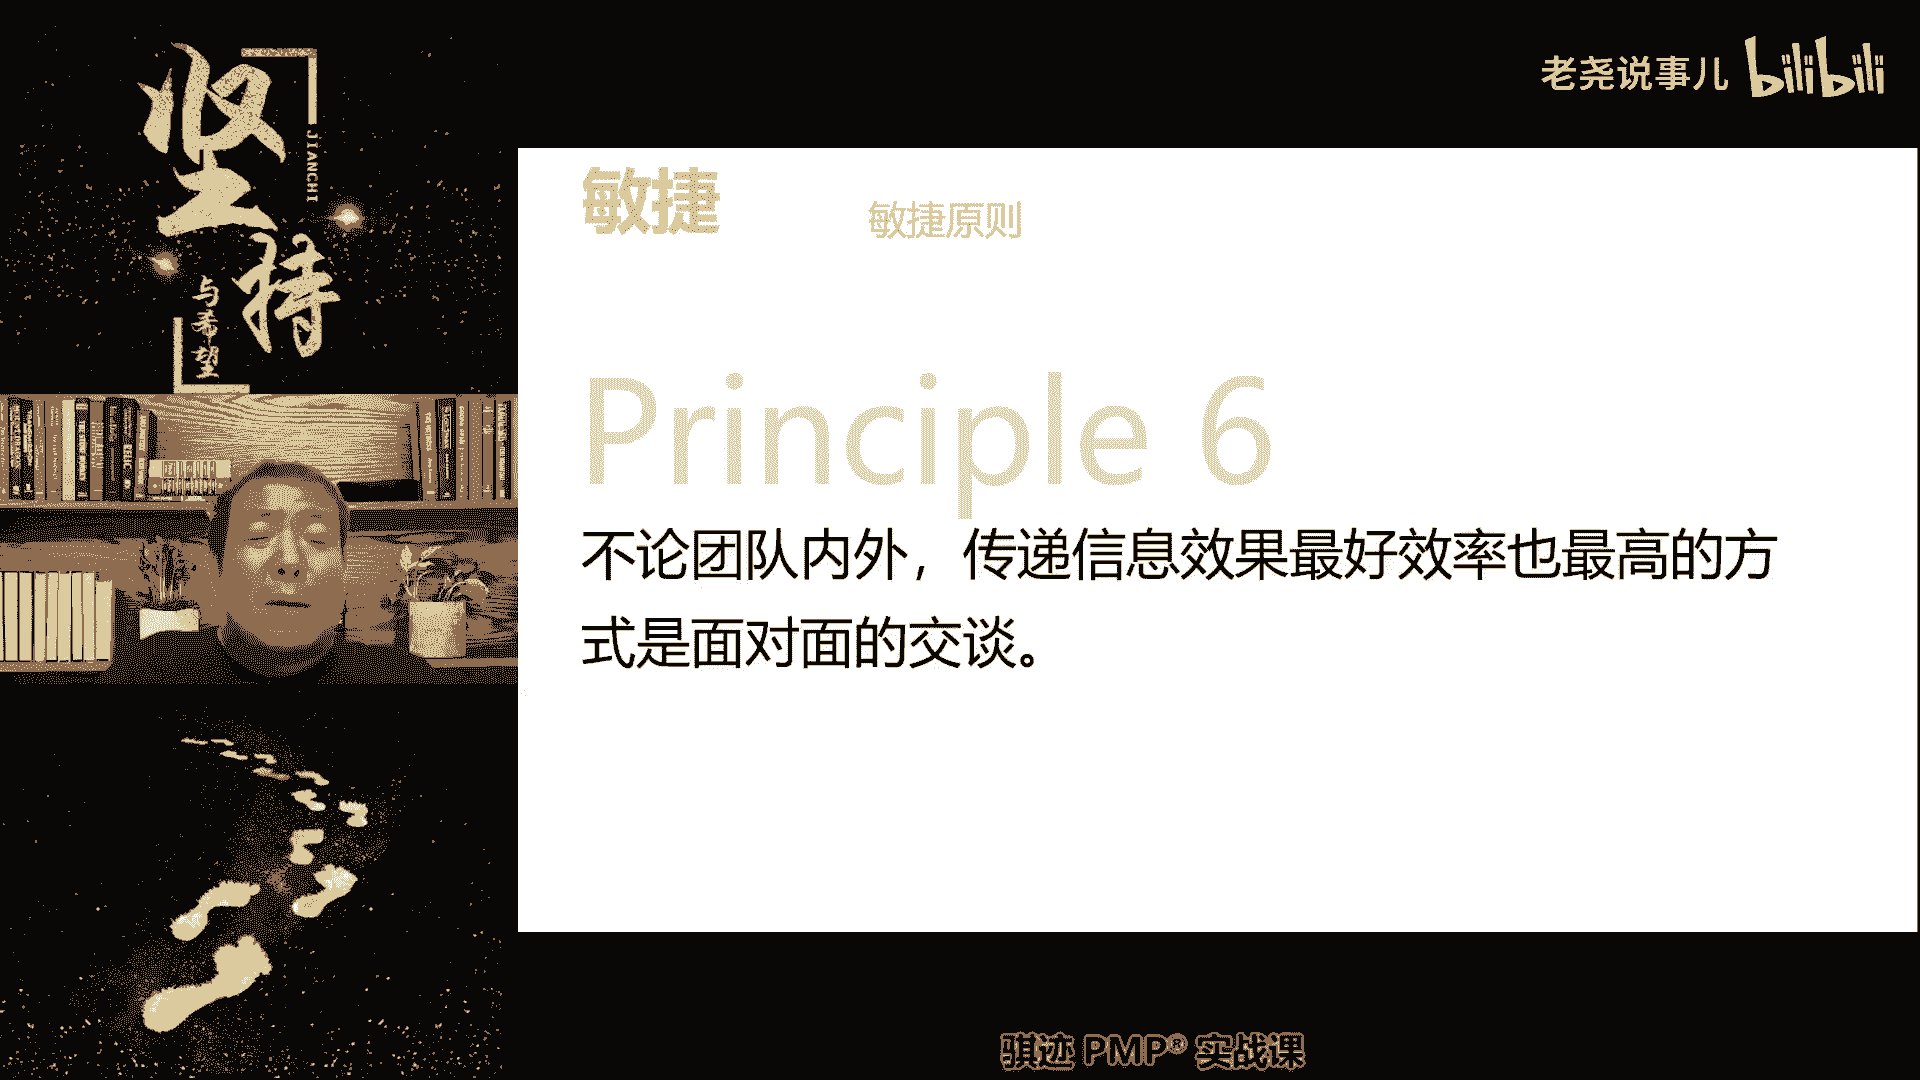 坚持
JIANCHI
与希望
老尧说事儿 bilibili
敏捷
敏捷原则
Principle 6
不论团队内外，传递信息效果最好效率也最高的方
式是面对面的交谈。
骐迹 PMP® 实战课